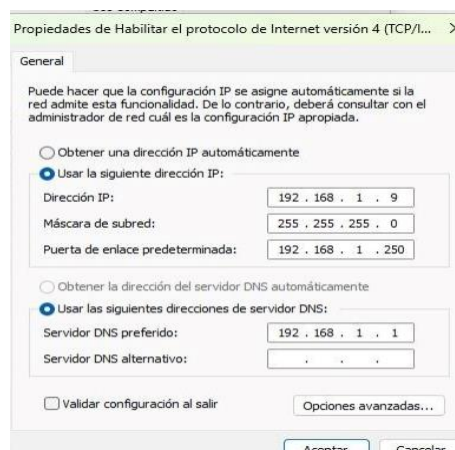 Propiedades de Habilitar el protocolo de Internet versión 4 (TCP/I...
General
Puede hacer que la configuración IP se asigne automáticamente si la
red admite esta funcionalidad. De lo contrario, deberá consultar con el
administrador de red cuál es la configuración IP apropiada.
Obtener una dirección IP automáticamente
Usar la siguiente dirección IP:
Dirección IP: 192 . 168 . 1 . 9
Máscara de subred: 255 . 255 . 255 . 0
Puerta de enlace predeterminada: 192 . 168 . 1 . 250
Obtener la dirección del servidor DNS automáticamente
Usar las siguientes direcciones de servidor DNS:
Servidor DNS preferido: 192 . 168 . 1 . 1
Servidor DNS alternativo: . . .
Validar configuración al salir Opciones avanzadas...
Aceptar Cancelar